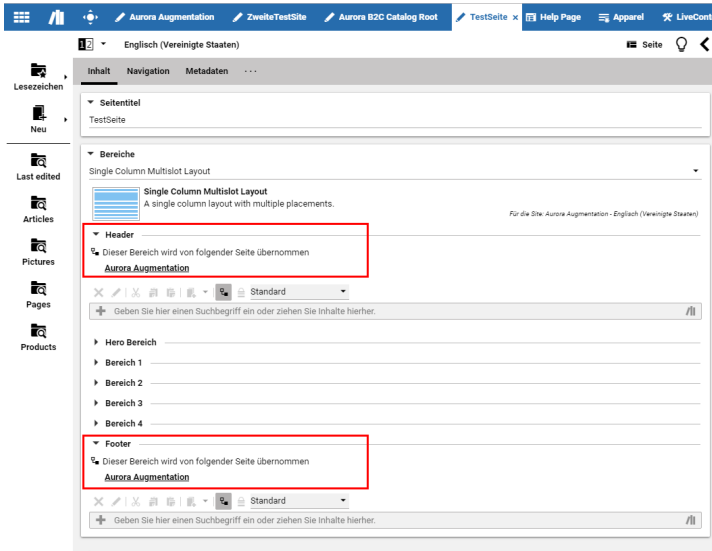 Aurora Augmentation
ZweiteTestSite
Aurora B2C Catalog Root
TestSeite ×
Help Page
Apparel
LiveCont
12
Englisch (Vereinigte Staaten)
Seite
Lesezeichen
Neu
Last edited
Articles
Pictures
Pages
Products
Inhalt Navigation Metadaten ...
Seitentitel
TestSeite
Bereiche
Single Column Multislot Layout
Single Column Multislot Layout
A single column layout with multiple placements.
Für die Site: Aurora Augmentation - Englisch (Vereinigte Staaten)
Header
Dieser Bereich wird von folgender Seite übernommen
Aurora Augmentation
Standard
Geben Sie hier einen Suchbegriff ein oder ziehen Sie Inhalte hierher.
Hero Bereich
Bereich 1
Bereich 2
Bereich 3
Bereich 4
Footer
Dieser Bereich wird von folgender Seite übernommen
Aurora Augmentation
Standard
Geben Sie hier einen Suchbegriff ein oder ziehen Sie Inhalte hierher.